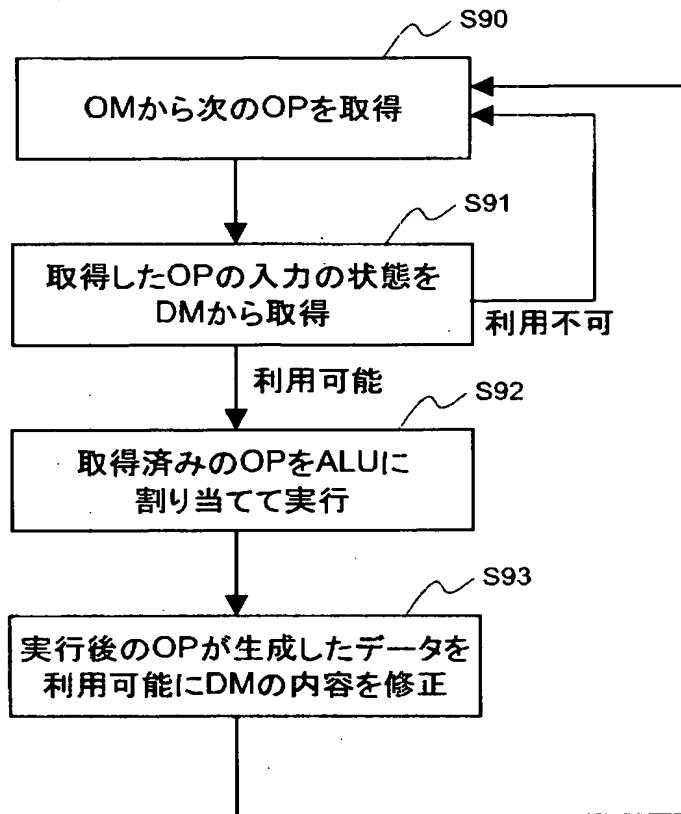 S90
OMから次のOPを取得
S91
取得したOPの入力の状態を
DMから取得
利用不可
利用可能
S92
取得済みのOPをALUに
割り当てて実行
S93
実行後のOPが生成したデータを
利用可能にDMの内容を修正